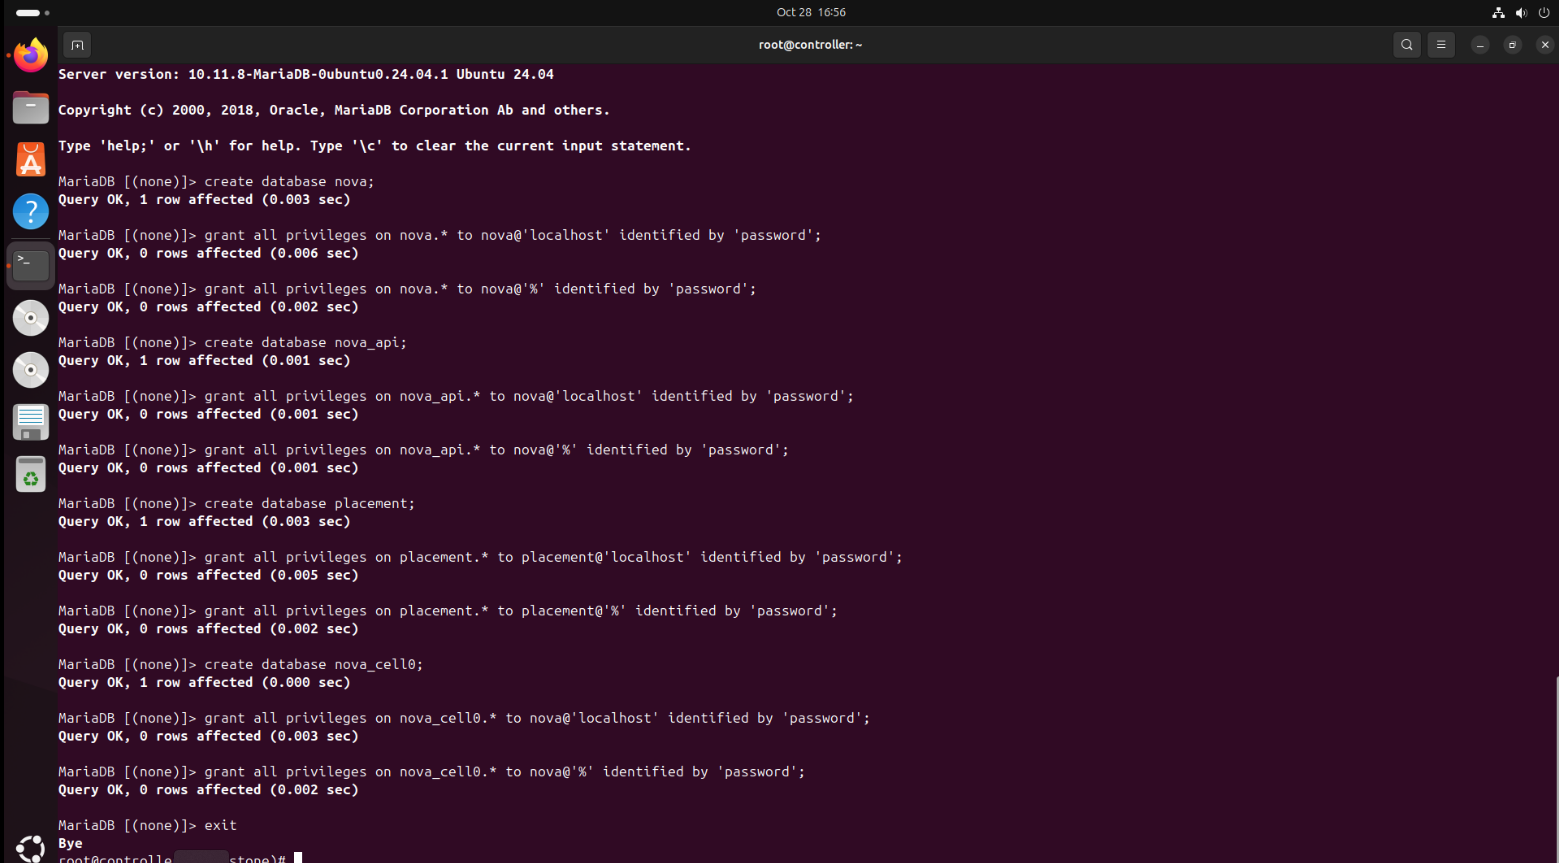 Oct 28 16:56
root@controller: ~
Server version: 10.11.8-MariaDB-0ubuntu0.24.04.1 Ubuntu 24.04
Copyright (c) 2000, 2018, Oracle, MariaDB Corporation Ab and others.
Type 'help;' or '\h' for help. Type '\c' to clear the current input statement.
MariaDB [(none)]> create database nova;
Query OK, 1 row affected (0.003 sec)
MariaDB [(none)]> grant all privileges on nova.* to nova@'localhost' identified by 'password';
Query OK, 0 rows affected (0.006 sec)
MariaDB [(none)]> grant all privileges on nova.* to nova@'%' identified by 'password';
Query OK, 0 rows affected (0.002 sec)
MariaDB [(none)]> create database nova_api;
Query OK, 1 row affected (0.001 sec)
MariaDB [(none)]> grant all privileges on nova_api.* to nova@'localhost' identified by 'password';
Query OK, 0 rows affected (0.001 sec)
MariaDB [(none)]> grant all privileges on nova_api.* to nova@'%' identified by 'password';
Query OK, 0 rows affected (0.001 sec)
MariaDB [(none)]> create database placement;
Query OK, 1 row affected (0.003 sec)
MariaDB [(none)]> grant all privileges on placement.* to placement@'localhost' identified by 'password';
Query OK, 0 rows affected (0.005 sec)
MariaDB [(none)]> grant all privileges on placement.* to placement@'%' identified by 'password';
Query OK, 0 rows affected (0.002 sec)
MariaDB [(none)]> create database nova_cell0;
Query OK, 1 row affected (0.000 sec)
MariaDB [(none)]> grant all privileges on nova_cell0.* to nova@'localhost' identified by 'password';
Query OK, 0 rows affected (0.003 sec)
MariaDB [(none)]> grant all privileges on nova_cell0.* to nova@'%' identified by 'password';
Query OK, 0 rows affected (0.002 sec)
MariaDB [(none)]> exit
Bye
root@controlle stone)#